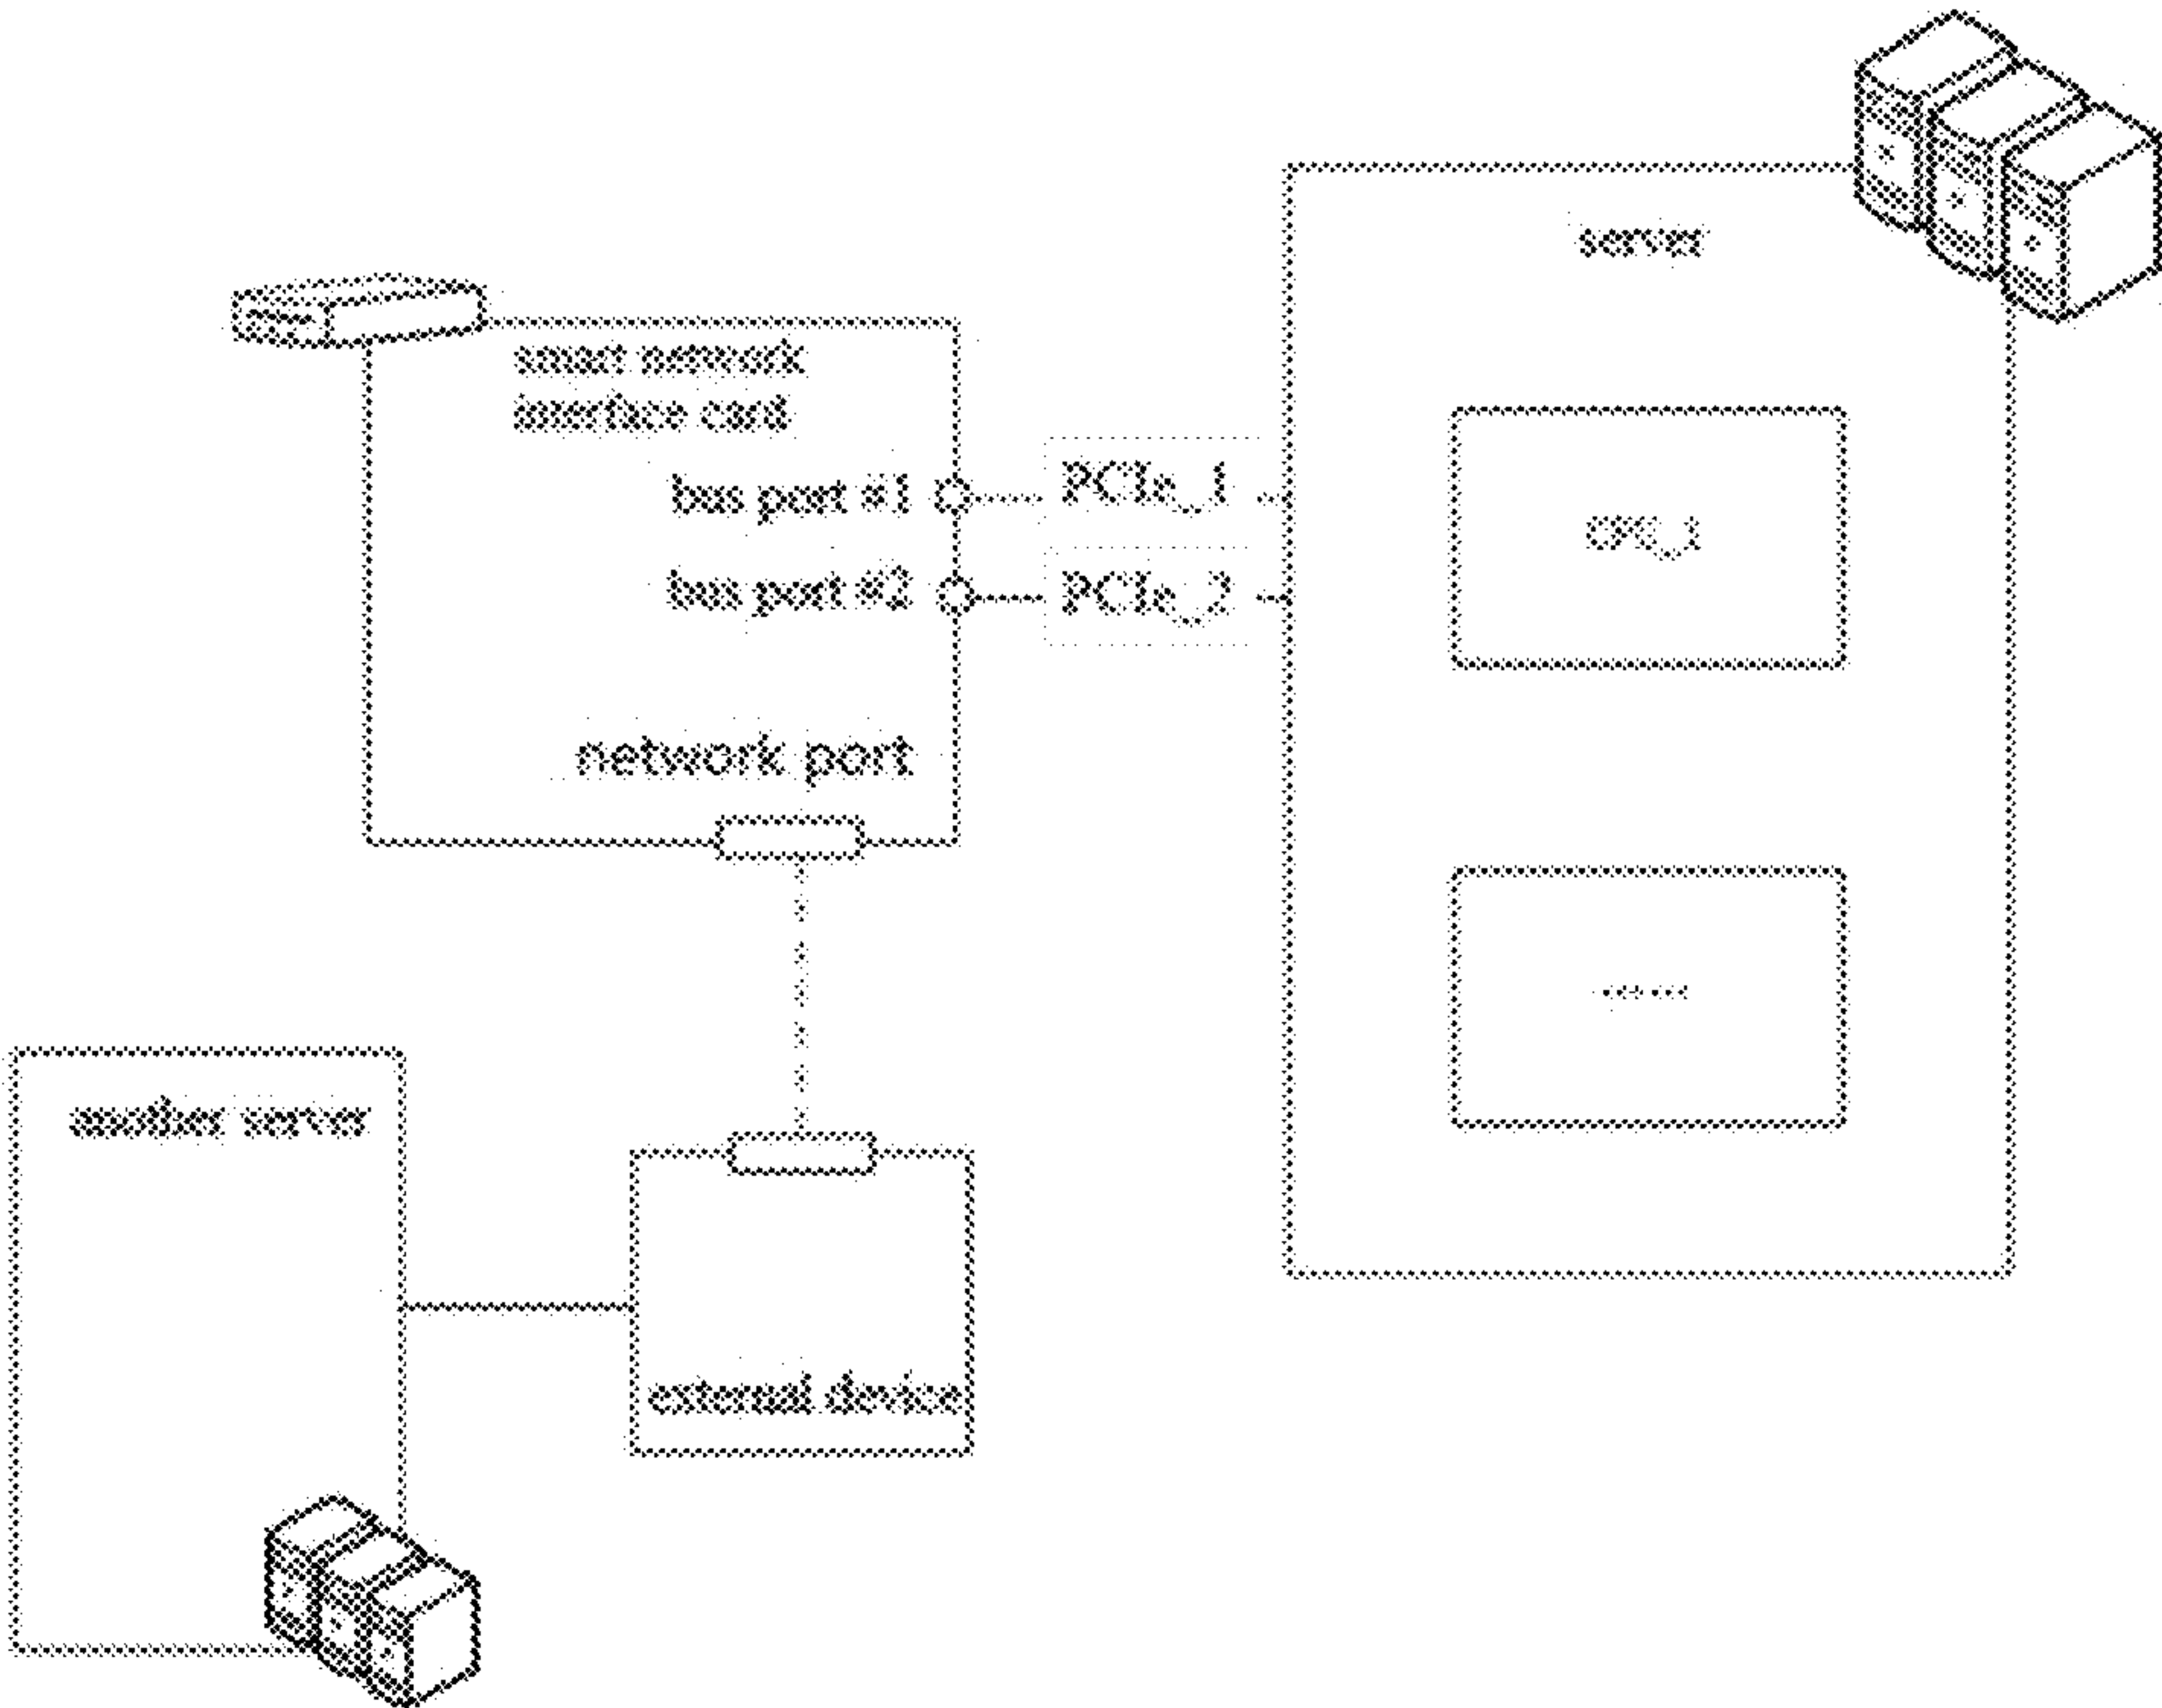 server
smart network
interface card
bus port #1
PCIe_1
CPU_1
bus port #2
PCIe_2
network port
another server
external device